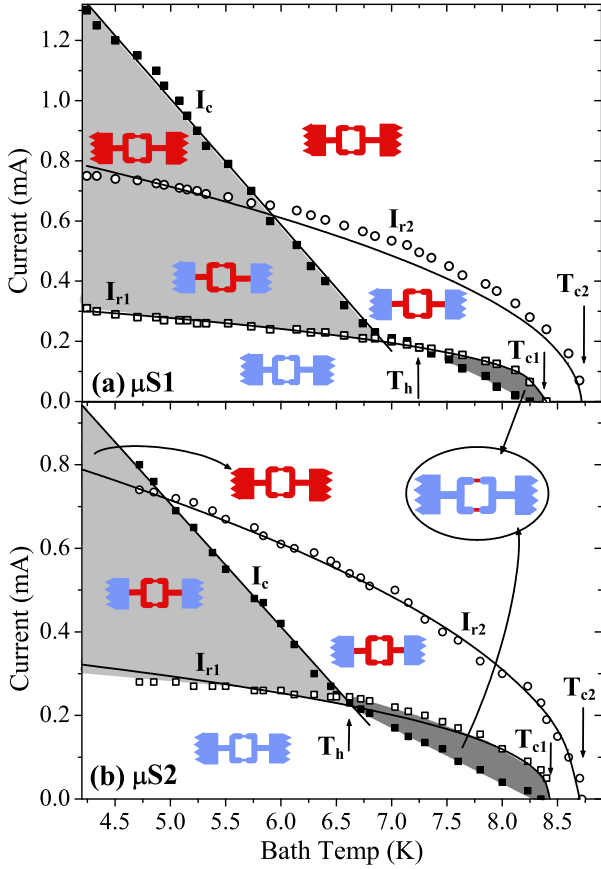 1.2
1.0
0.8
0.6
0.4
0.2
0.0
Current (mA)
I_c
I_r2
I_r1
T_c2
T_c1
T_h
(a) μS1
0.8
0.6
0.4
0.2
0.0
Current (mA)
I_c
I_r2
I_r1
T_c2
T_c1
T_h
(b) μS2
4.5 5.0 5.5 6.0 6.5 7.0 7.5 8.0 8.5
Bath Temp (K)